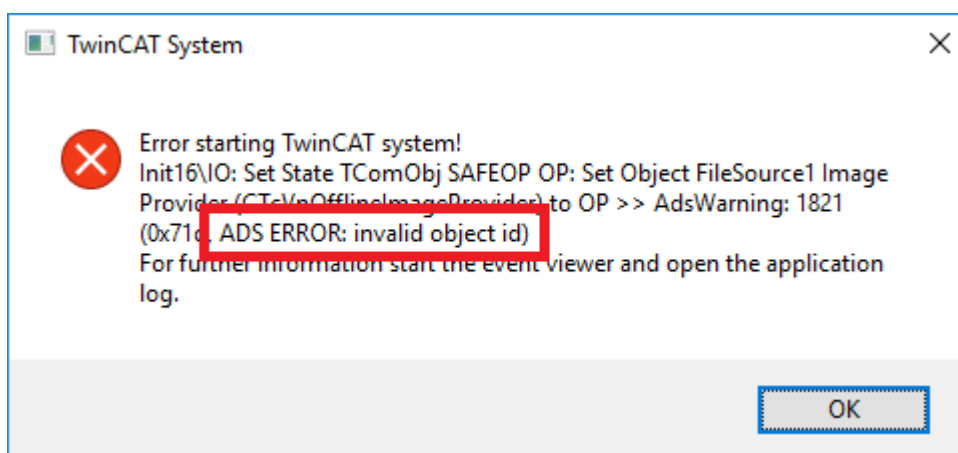 TwinCAT System
Error starting TwinCAT system!
Init16\IO: Set State TComObj SAFEOP OP: Set Object FileSource1 Image
Provider (CTcVnOfflineImageProvider) to OP >> AdsWarning: 1821
(0x71d, ADS ERROR: invalid object id)
For further information start the event viewer and open the application
log.
OK